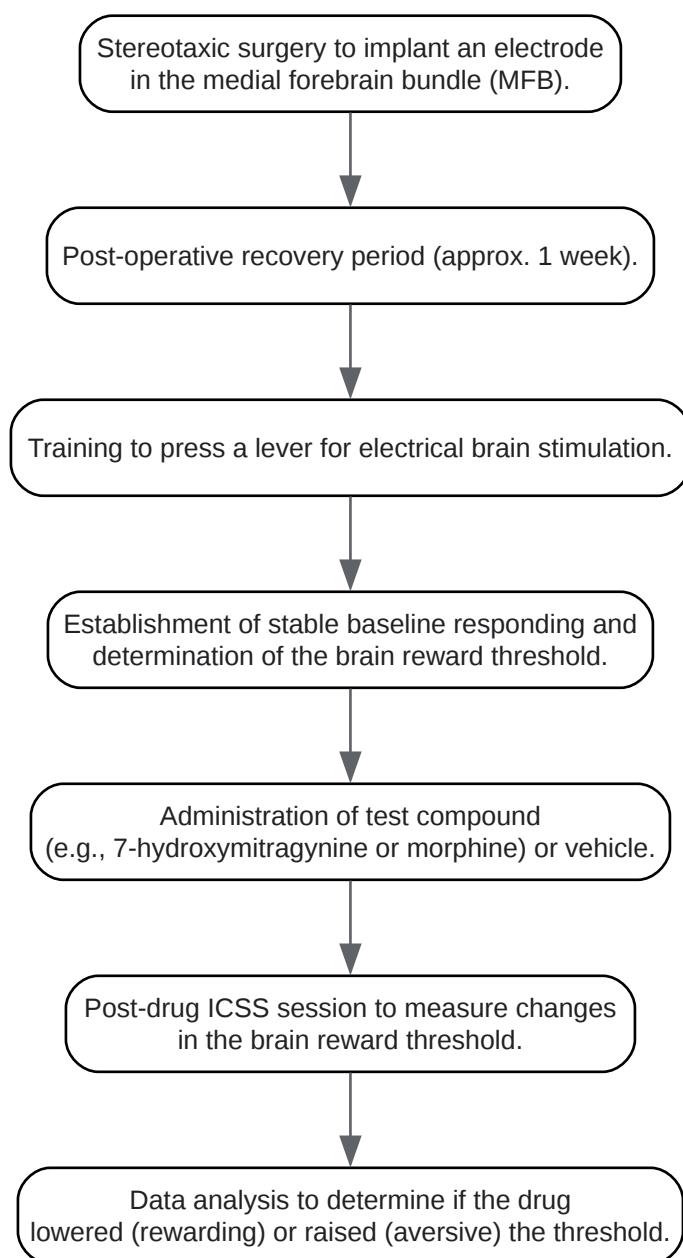 Stereotaxic surgery to implant an electrode
in the medial forebrain bundle (MFB).
Post-operative recovery period (approx. 1 week).
Training to press a lever for electrical brain stimulation.
Establishment of stable baseline responding and
determination of the brain reward threshold.
Administration of test compound
(e.g., 7-hydroxymitragynine or morphine) or vehicle.
Post-drug ICSS session to measure changes
in the brain reward threshold.
Data analysis to determine if the drug
lowered (rewarding) or raised (aversive) the threshold.